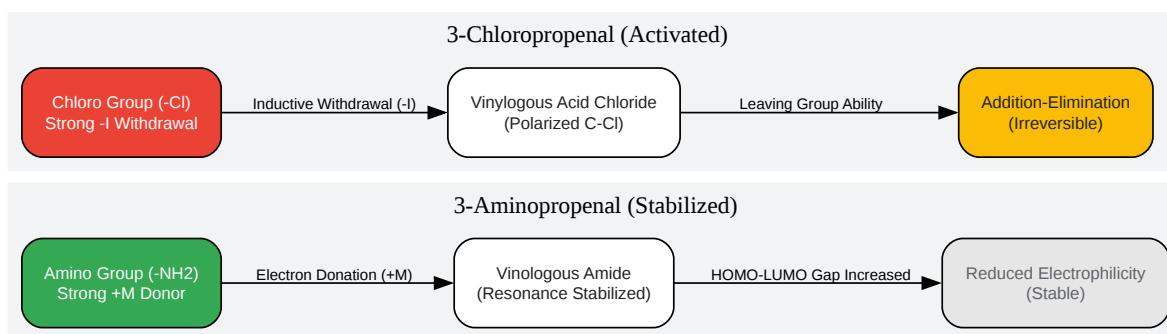 3-Chloropropenal (Activated)
Chloro Group (-Cl)
Strong -I Withdrawal
Inductive Withdrawal (-I)
Vinylogous Acid Chloride
(Polarized C-Cl)
Leaving Group Ability
Addition-Elimination
(Irreversible)
3-Aminopropenal (Stabilized)
Amino Group (-NH2)
Strong +M Donor
Electron Donation (+M)
Vinologous Amide
(Resonance Stabilized)
HOMO-LUMO Gap Increased
Reduced Electrophilicity
(Stable)